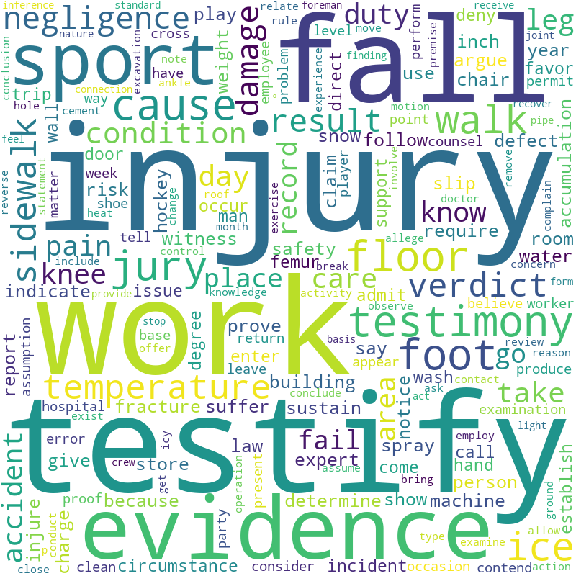 inference standard foreman receive
negligence play rule relate deny leg
sport fall
conclusion nature cross level move premise joint
excavation note have inch year
connection ankle weight employee problem direct experience finding argue favor
trip way damage duty perform use chair permit
hole cement cause result walk motion recover
feel wall condition snow follow counsel point defect pipe
sidewalk door record accumulation
reverse week day support claim player slip remove
statement matter risk hockey injury know doctor complain
shoe roof change man occur exercise safety allege involve require room
include heat month tell witness break floor water concern
pain control jury place femur care admit verdict form
knee provide knowledge activity believe worker
indicate issue work observe testimony
report stop base degree prove return basis appear review reason
assumption offer leave enter say foot go produce
temperature building area notice wash contact ask act take examination
hospital fracture suffer sustain conclude
exist testify
error icy law fail spray employ call light establish
accident give crew get store expert assume come bring hand ground
proof because operation present determine show person
injure conduct party evidence machine type examine ice allow
charge clean circumstance consider incident occasion contend action
close